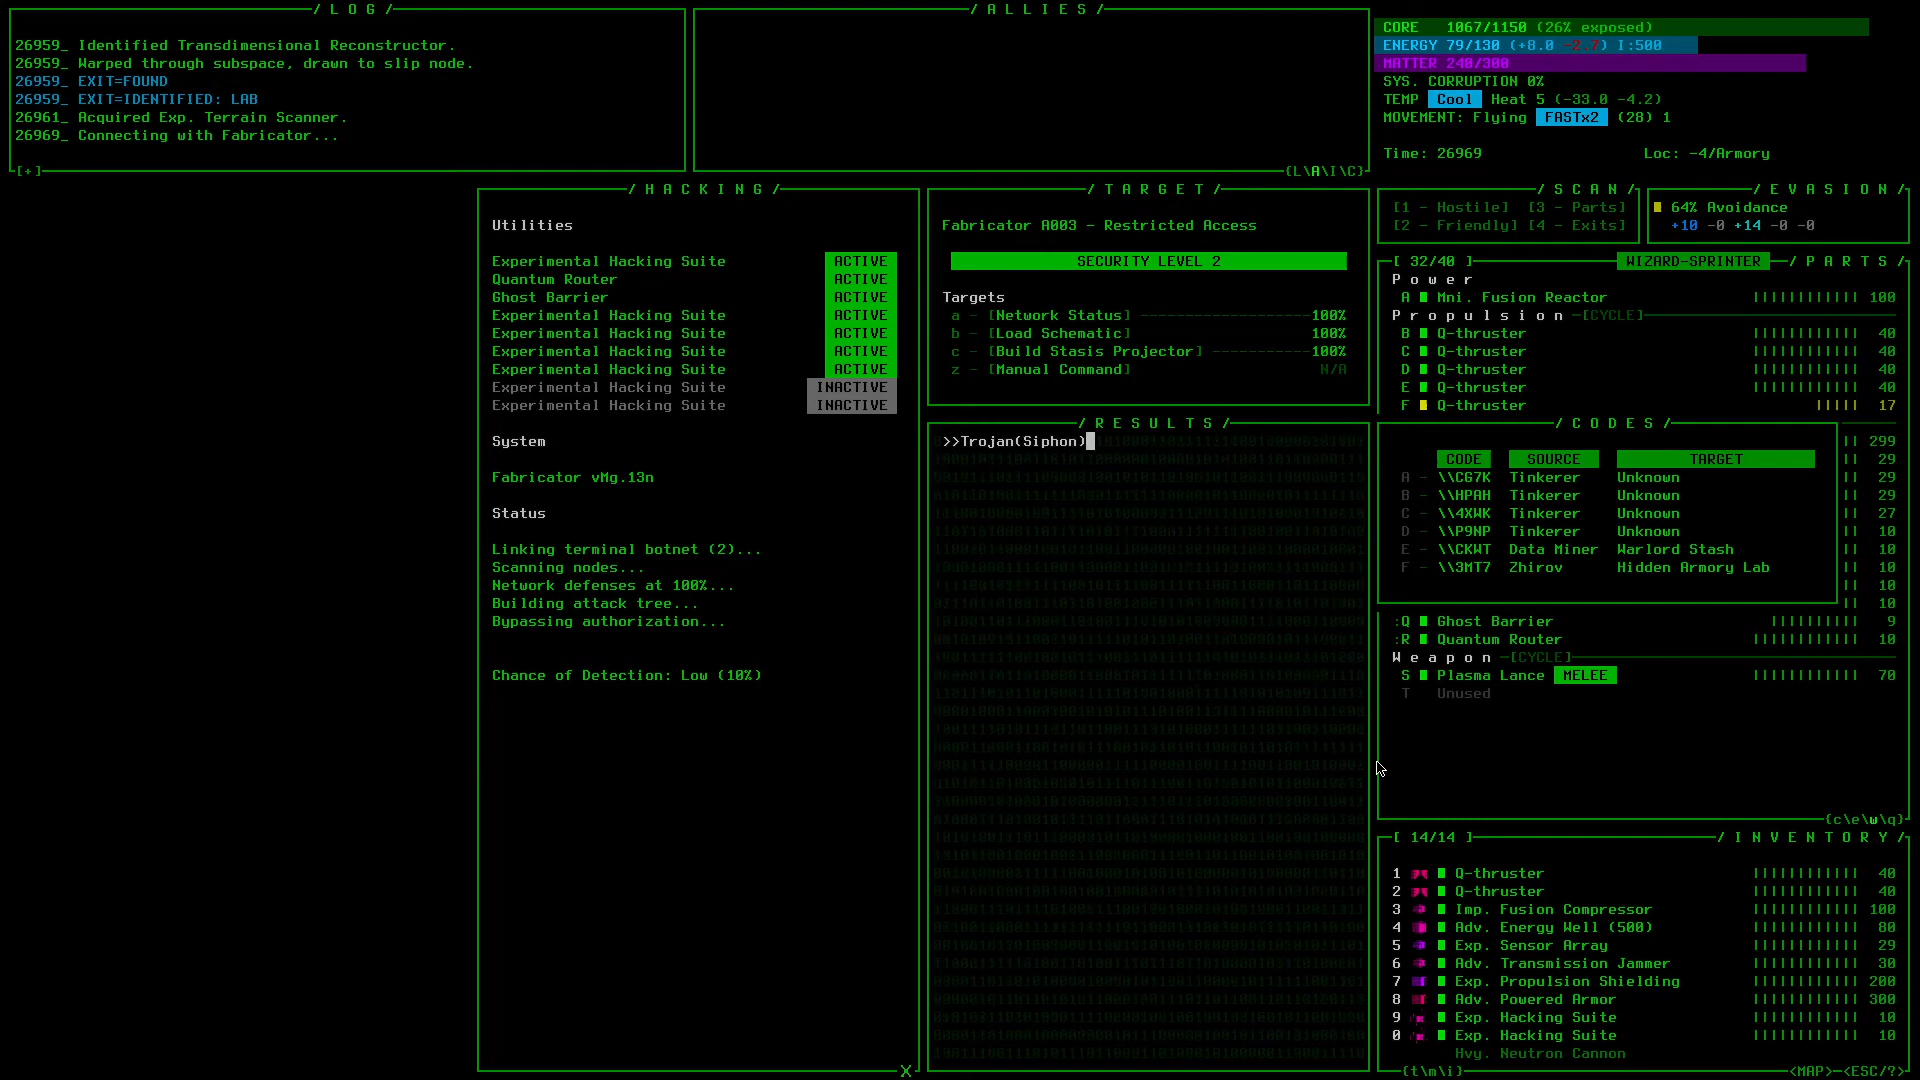 / L O G /
26959_ Identified Transdimensional Reconstructor.
26959_ Warped through subspace, drawn to slip node.
26959_ EXIT=FOUND
26959_ EXIT=IDENTIFIED: LAB
26961_ Acquired Exp. Terrain Scanner.
26969_ Connecting with Fabricator...
[+]
/ A L L I E S /
(L\A\I\C)
CORE 1067/1150 (26% exposed)
ENERGY 79/130 (+8.0 -2.7) I:500
MATTER 240/300
SYS. CORRUPTION 0%
TEMP Cool Heat 5 (-33.0 -4.2)
MOVEMENT: Flying FASTx2 (28) 1
Time: 26969 Loc: -4/Armory
/ H A C K I N G /
Utilities
Experimental Hacking Suite ACTIVE
Quantum Router ACTIVE
Ghost Barrier ACTIVE
Experimental Hacking Suite ACTIVE
Experimental Hacking Suite ACTIVE
Experimental Hacking Suite ACTIVE
Experimental Hacking Suite ACTIVE
Experimental Hacking Suite INACTIVE
Experimental Hacking Suite INACTIVE
System
Fabricator vMg.13n
Status
Linking terminal botnet (2)...
Scanning nodes...
Network defenses at 100%...
Building attack tree...
Bypassing authorization...
Chance of Detection: Low (10%)
X
/ T A R G E T /
Fabricator A003 - Restricted Access
SECURITY LEVEL 2
Targets
a - [Network Status] 100%
b - [Load Schematic] 100%
c - [Build Stasis Projector] 100%
z - [Manual Command] N/A
/ R E S U L T S /
>>Trojan(Siphon)
/ S C A N /
[1 - Hostile] [3 - Parts]
[2 - Friendly] [4 - Exits]
/ E V A S I O N /
64% Avoidance
+10 -0 +14 -0 -0
[ 32/40 ] WIZARD-SPRINTER / P A R T S /
P o w e r
A Mni. Fusion Reactor 100
P r o p u l s i o n [CYCLE]
B Q-thruster 40
C Q-thruster 40
D Q-thruster 40
E Q-thruster 40
F Q-thruster 17
/ C O D E S /
CODE SOURCE TARGET
A - \\CG7K Tinkerer Unknown
B - \\HPAH Tinkerer Unknown
C - \\4XWK Tinkerer Unknown
D - \\P9NP Tinkerer Unknown
E - \\CKWT Data Miner Warlord Stash
F - \\3MT7 Zhirov Hidden Armory Lab
299
29
29
29
27
10
10
10
10
10
:Q Ghost Barrier 9
:R Quantum Router 10
W e a p o n [CYCLE]
S Plasma Lance MELEE 70
T Unused
(c\e\w\q)
[ 14/14 ] / I N V E N T O R Y /
1 Q-thruster 40
2 Q-thruster 40
3 Imp. Fusion Compressor 100
4 Adv. Energy Well (500) 80
5 Exp. Sensor Array 29
6 Adv. Transmission Jammer 30
7 Exp. Propulsion Shielding 200
8 Adv. Powered Armor 300
9 Exp. Hacking Suite 10
0 Exp. Hacking Suite 10
Hvy. Neutron Cannon
(t\m\i) <MAP> <ESC/?>